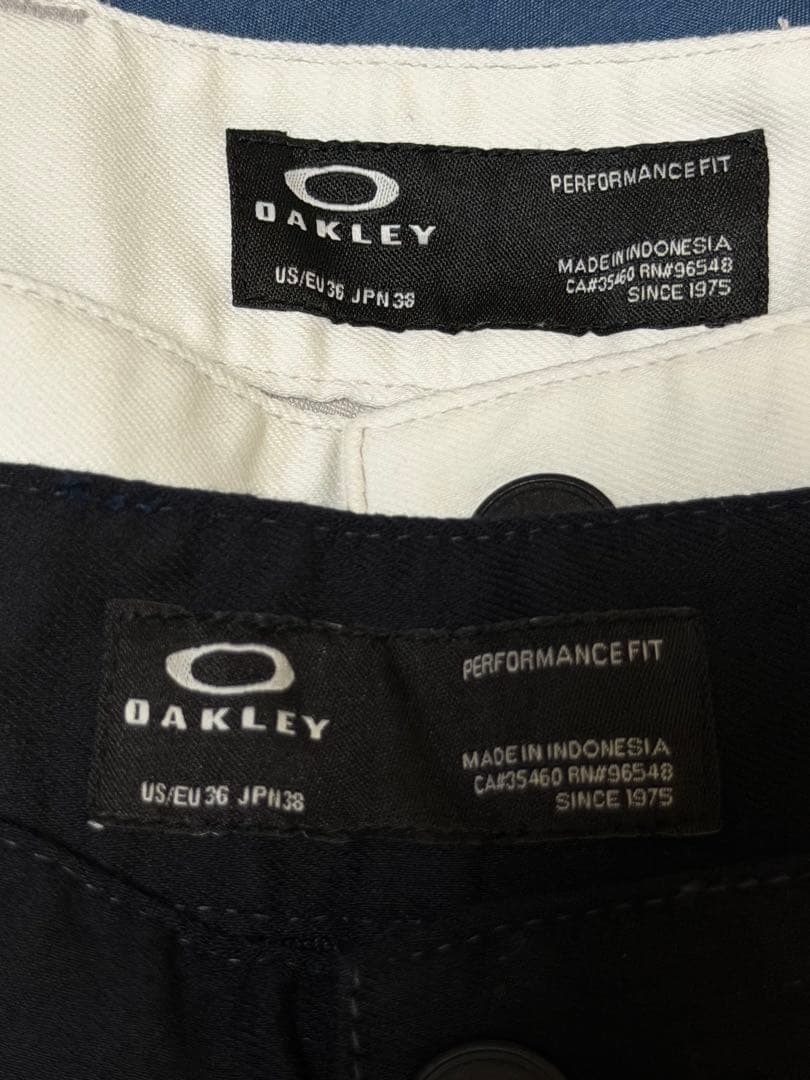 OAKLEY
PERFORMANCE FIT
US/EU 36 JPN 38
MADE IN INDONESIA
CA#35460 RN#96548
SINCE 1975
OAKLEY
PERFORMANCE FIT
US/EU 36 JPN 38
MADE IN INDONESIA
CA#35460 RN#96548
SINCE 1975